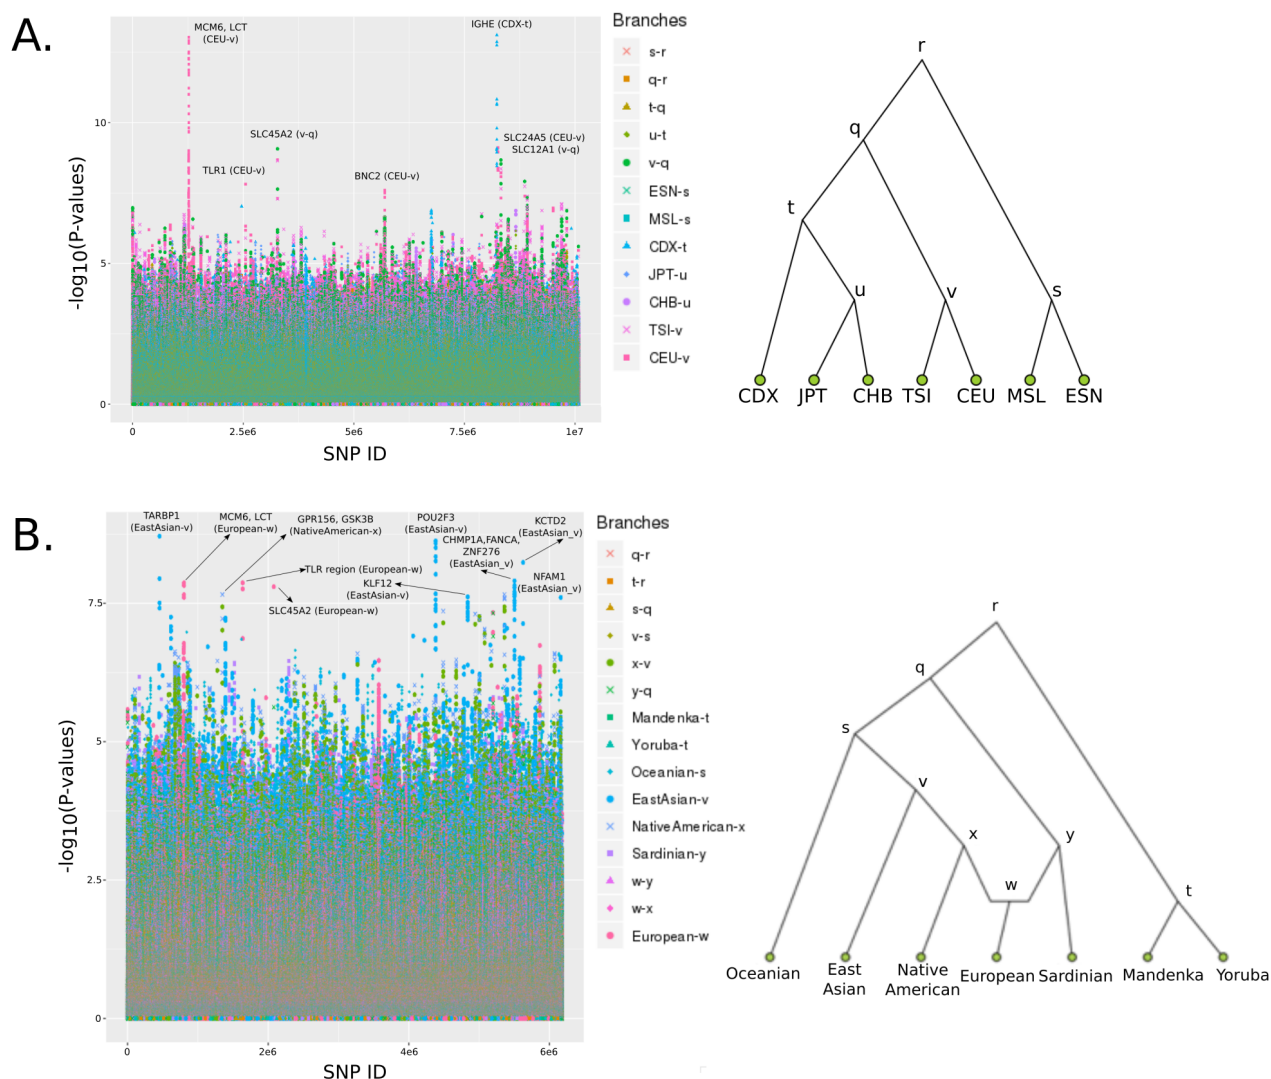 A.
MCM6, LCT
(CEU-v)
IGHE (CDX-t)
SLC45A2 (v-q)
SLC24A5 (CEU-v)
SLC12A1 (v-q)
TLR1 (CEU-v)
BNC2 (CEU-v)
-log10(P-values)
10
5
0
0
2.5e6
5e6
7.5e6
1e7
SNP ID
Branches
s-r
q-r
t-q
u-t
v-q
ESN-s
MSL-s
CDX-t
JPT-u
CHB-u
TSI-v
CEU-v
r
q
t
u
v
s
CDX
JPT
CHB
TSI
CEU
MSL
ESN
B.
TARBP1
(EastAsian-v)
MCM6, LCT
(European-w)
GPR156, GSK3B
(NativeAmerican-x)
POU2F3
(EastAsian-v)
KCTD2
(EastAsian_v)
CHMP1A,FANCA,
ZNF276
(EastAsian_v)
TLR region (European-w)
KLF12
(EastAsian-v)
NFAM1
(EastAsian_v)
SLC45A2 (European-w)
-log10(P-values)
7.5
5
2.5
0
0
2e6
4e6
6e6
SNP ID
Branches
q-r
t-r
s-q
v-s
x-v
y-q
Mandenka-t
Yoruba-t
Oceanian-s
EastAsian-v
NativeAmerican-x
Sardinian-y
w-y
w-x
European-w
r
q
s
v
x
y
w
t
Oceanian
East
Asian
Native
American
European
Sardinian
Mandenka
Yoruba